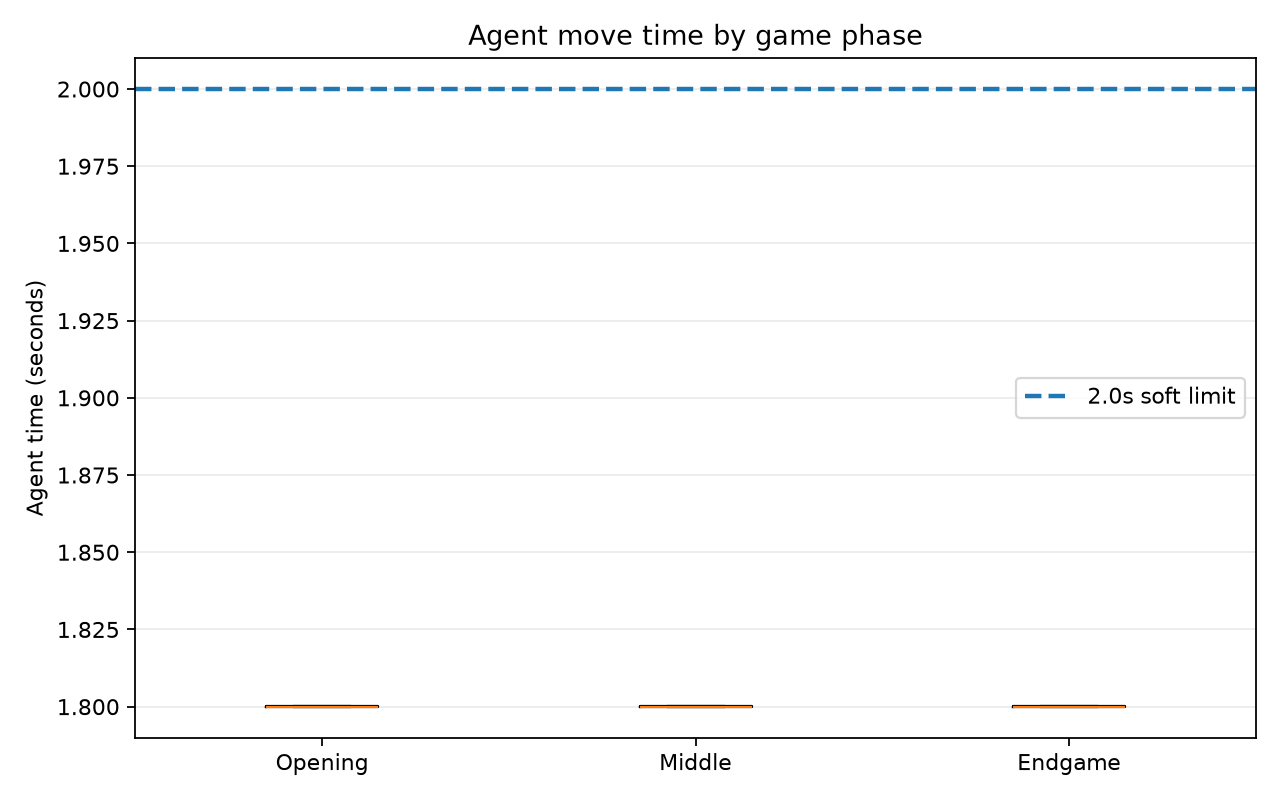 Agent move time by game phase
Agent time (seconds)
2.000
1.975
1.950
1.925
1.900
1.875
1.850
1.825
1.800
2.0s soft limit
Opening
Middle
Endgame